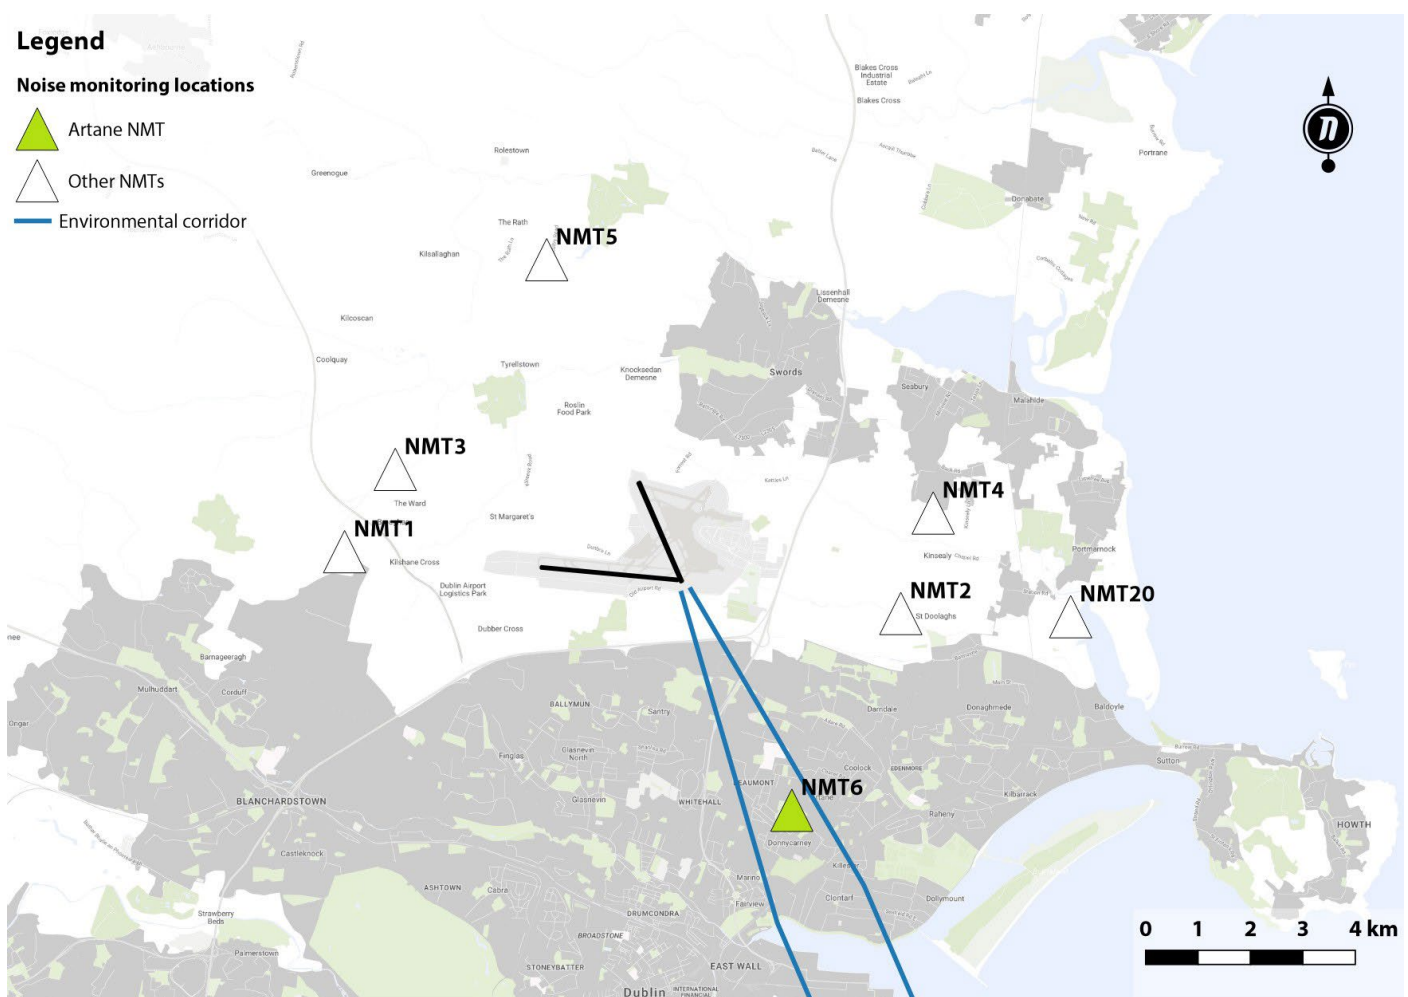 Legend
Noise monitoring locations
Artane NMT
Other NMTs
Environmental corridor
Blakes Cross
Industrial
Estate
Blakes Cross
Portrane
Rolestown
Greenogue
Donabate
The Rath
NMT5
Kilsallaghan
Lissenhall
Demesne
Kilcoscan
Coolquay
Tyrellstown
Knocksedan
Demesne
Swords
Seabury
Malahide
Roslin
Food Park
NMT3
The Ward
St Margaret's
NMT4
NMT1
Kilshane Cross
Kinsealy
Portmarnock
Dublin Airport
Logistics Park
NMT2
NMT20
St Doolaghs
Dubber Cross
Barnageeragh
Mulhuddart
Corduff
BALLYMUN
Santry
Darndale
Donaghmede
Baldoyle
Ongar
Finglas
Glasnevin
North
Coolock
EDENMORE
Sutton
NMT6
BLANCHARDSTOWN
Glasnevin
WHITEHALL
Kilbarrack
Raheny
HOWTH
Castleknock
Donnycarney
ASHTOWN
Cabra
Marino
Clontarf
Dollymount
Fairview
Strawberry
Beds
DRUMCONDRA
BROADSTONE
Palmerstown
STONEYBATTER
EAST WALL
Dublin
INTERNATIONAL
FINANCIAL
0 1 2 3 4 km